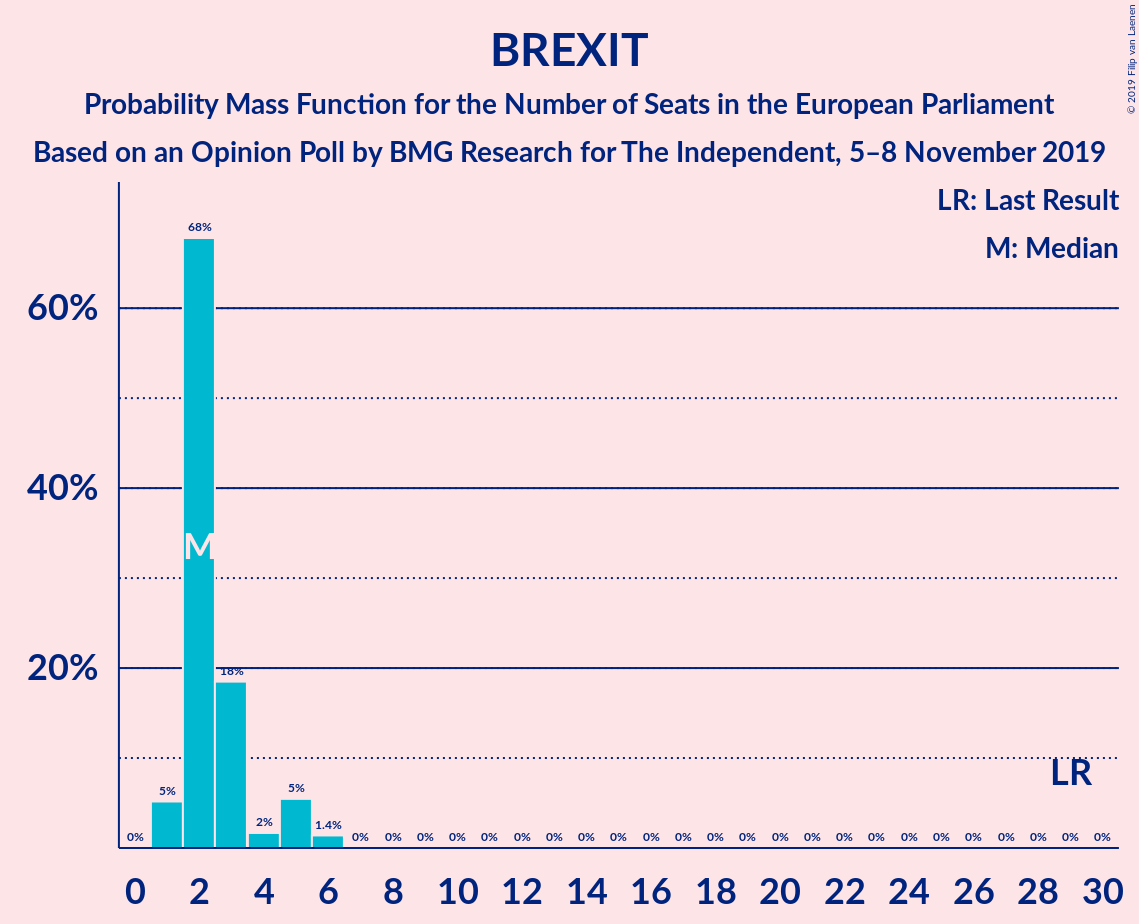 BREXIT
Probability Mass Function for the Number of Seats in the European Parliament
Based on an Opinion Poll by BMG Research for The Independent, 5–8 November 2019
© 2019 Filip van Laenen
LR: Last Result
M: Median
68%
60%
40%
M
20%
18%
LR
0% 5% 2% 5% 1.4% 0% 0% 0% 0% 0% 0% 0% 0% 0% 0% 0% 0% 0% 0% 0% 0% 0% 0% 0% 0% 0% 0% 0% 0%
0 2 4 6 8 10 12 14 16 18 20 22 24 26 28 30